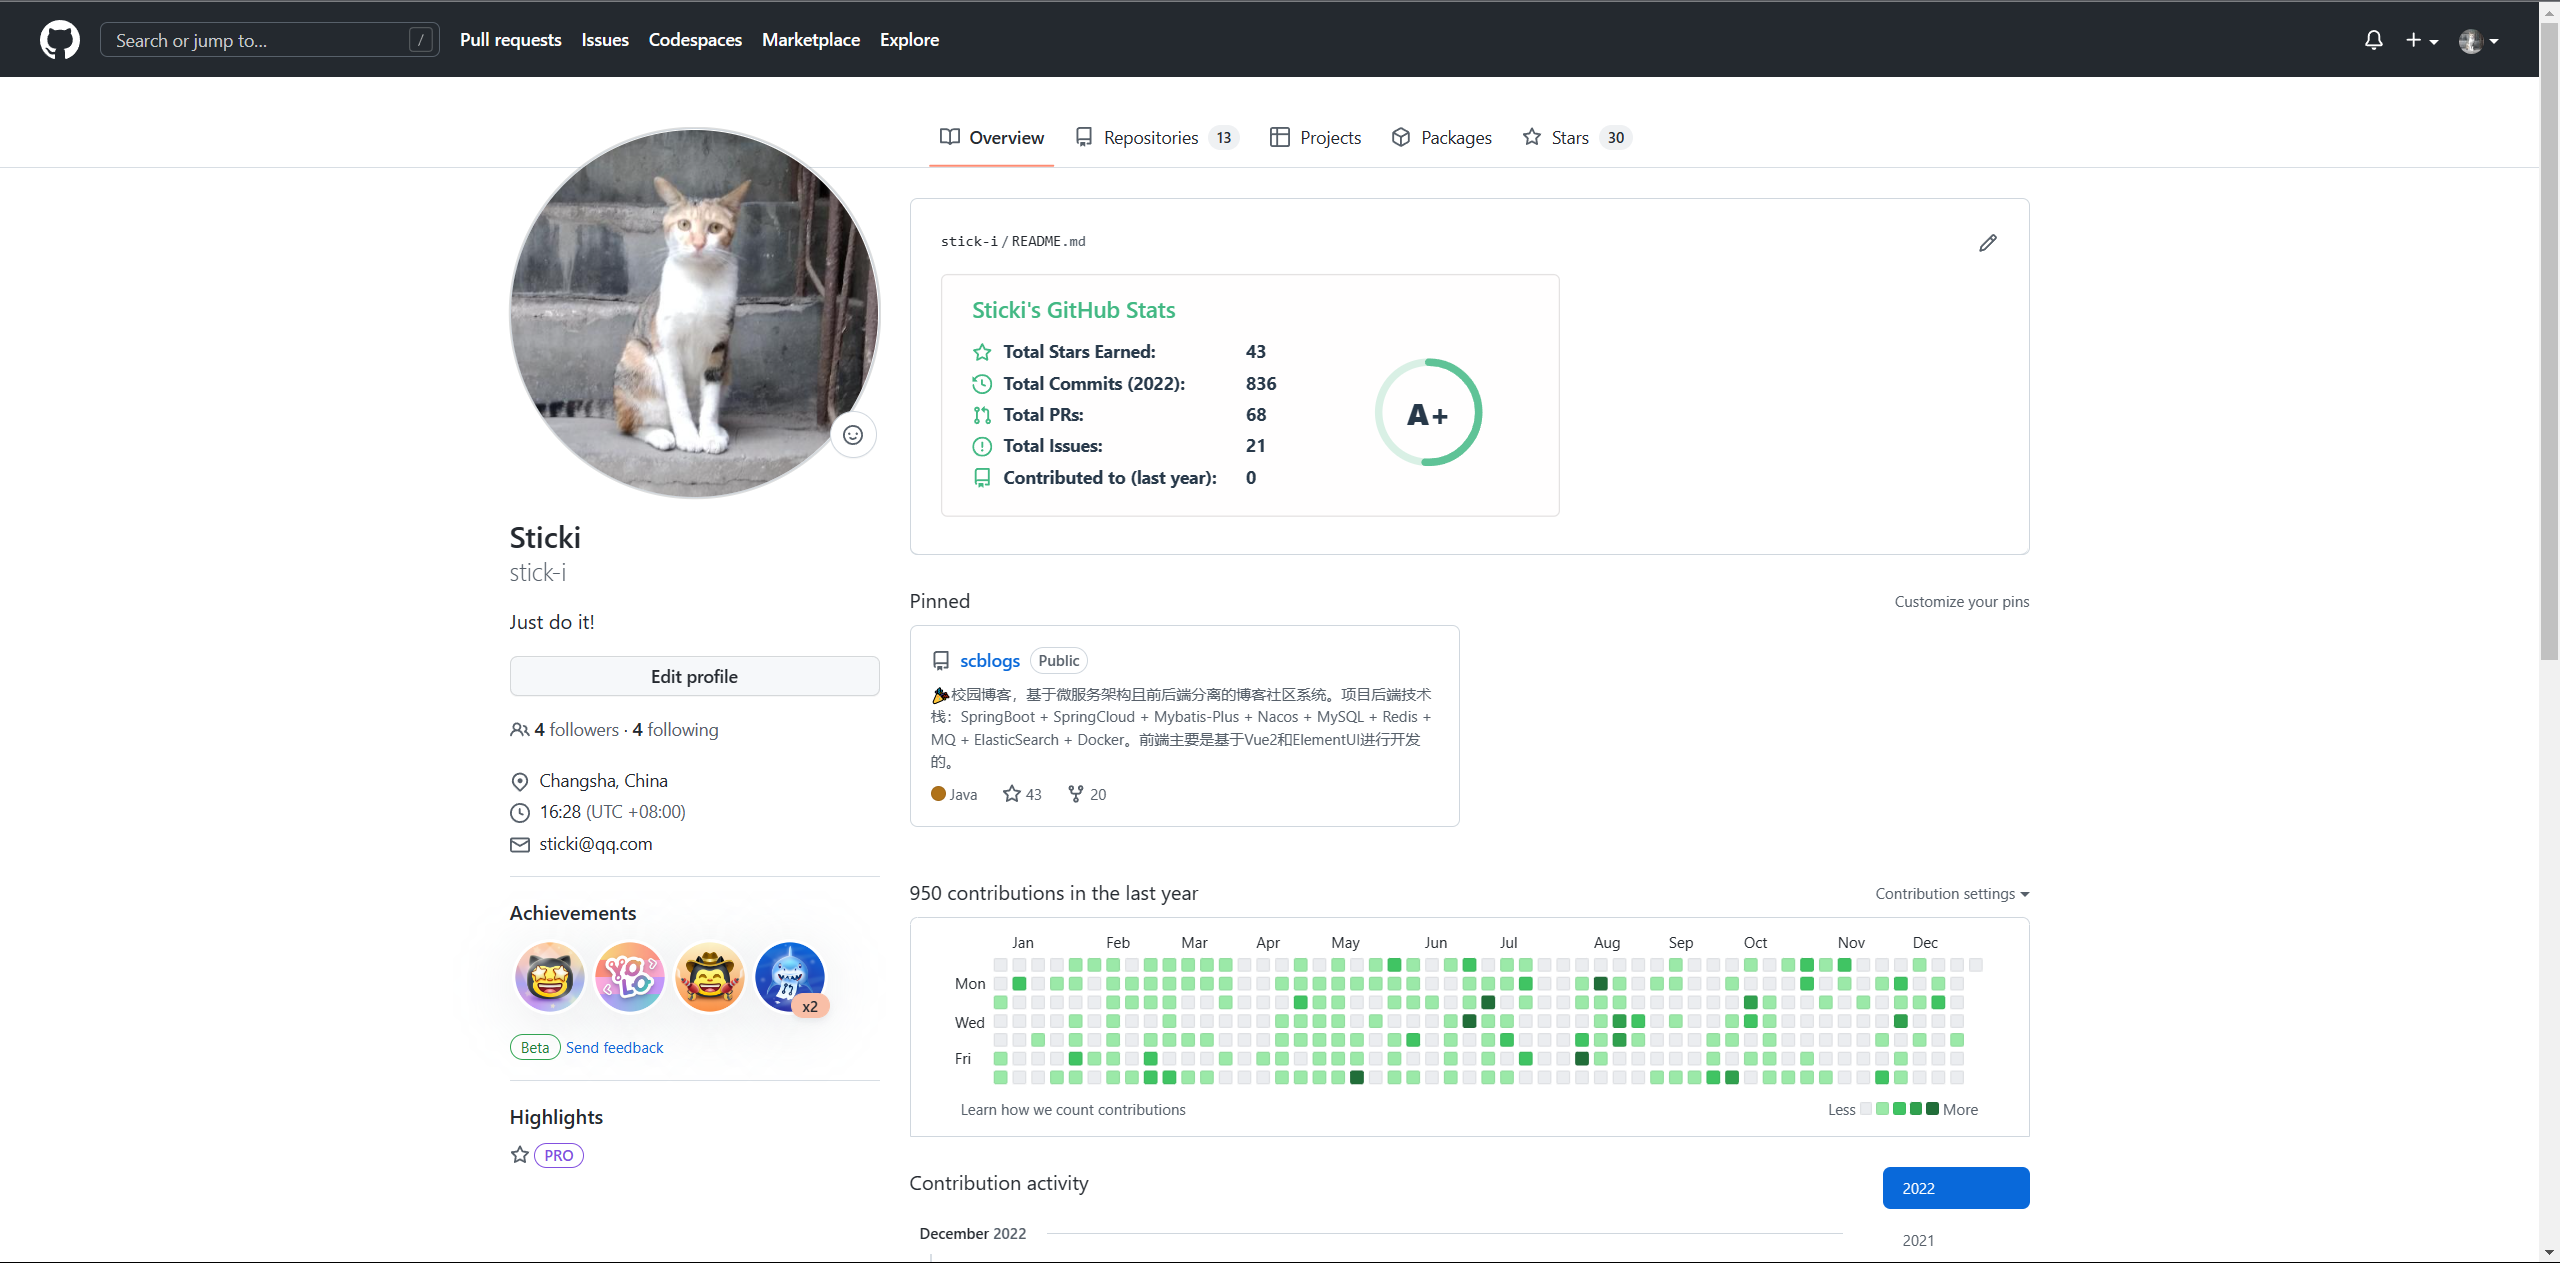 Search or jump to... /
Pull requests
Issues
Codespaces
Marketplace
Explore
Overview
Repositories 13
Projects
Packages
Stars 30
Sticki
stick-i
Just do it!
Edit profile
4 followers · 4 following
Changsha, China
16:28 (UTC +08:00)
sticki@qq.com
Achievements
YOLO
x2
Beta Send feedback
Highlights
PRO
stick-i/README.md
Sticki's GitHub Stats
Total Stars Earned: 43
Total Commits (2022): 836
Total PRs: 68
Total Issues: 21
Contributed to (last year): 0
A+
Pinned
Customize your pins
scblogs Public
校园博客，基于微服务架构且前后端分离的博客社区系统。项目后端技术
栈：SpringBoot + SpringCloud + Mybatis-Plus + Nacos + MySQL + Redis +
MQ + ElasticSearch + Docker。前端主要是基于Vue2和ElementUI进行开发
的。
Java 43 20
950 contributions in the last year
Contribution settings
Jan Feb Mar Apr May Jun Jul Aug Sep Oct Nov Dec
Mon
Wed
Fri
Learn how we count contributions
Less More
Contribution activity
2022
December 2022
2021